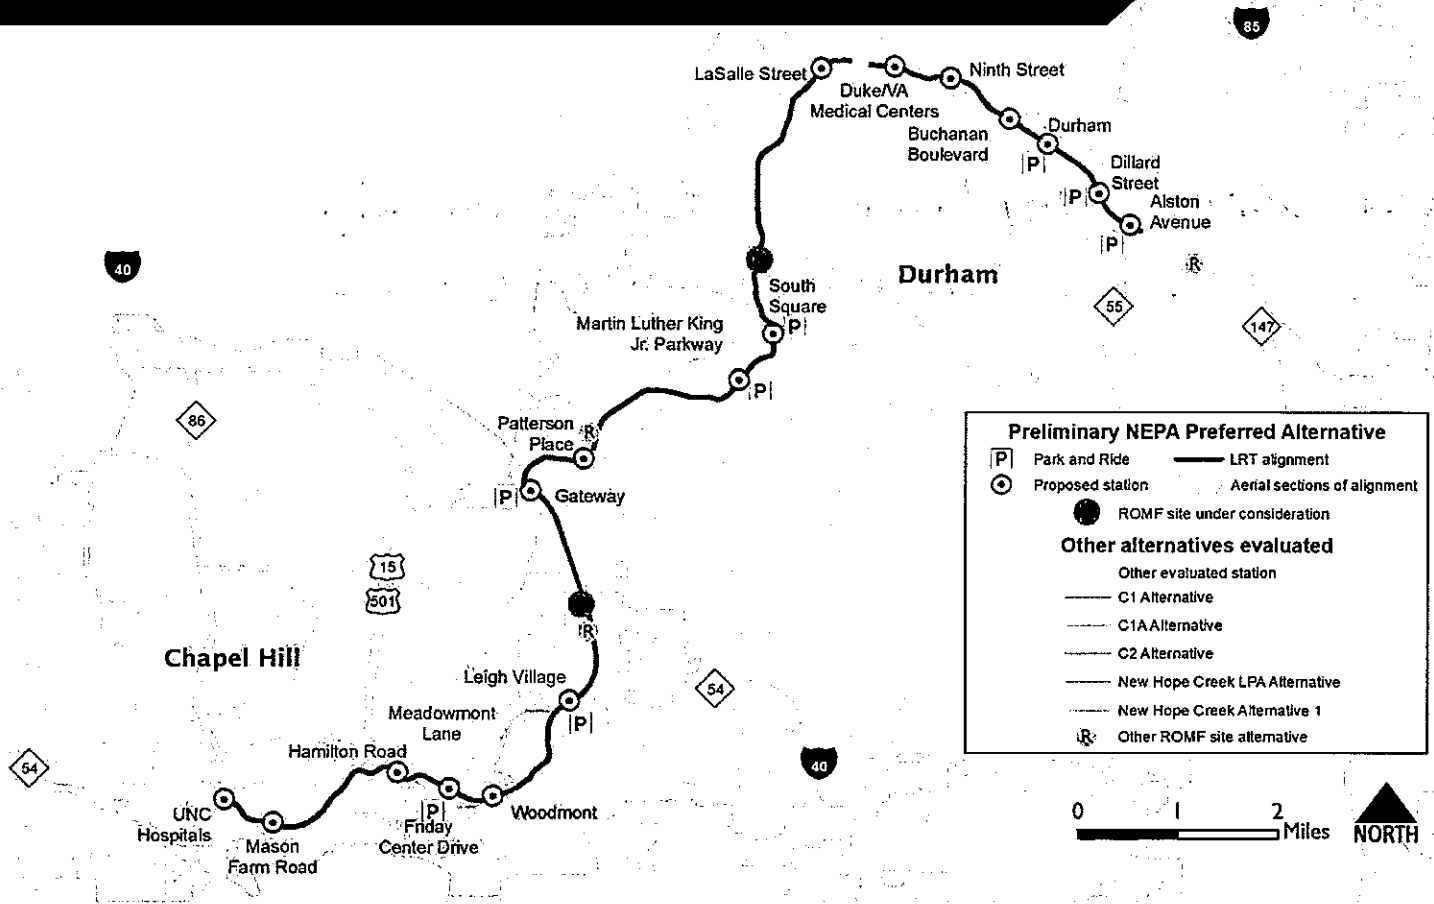 85
LaSalle Street
Ninth Street
Duke/VA
Medical Centers
Buchanan
Boulevard
Durham
P
Dillard
Street
P
Alston
Avenue
P
R
40
Durham
55
147
South
Square
P
Martin Luther King
Jr. Parkway
P
86
Patterson
Place
R
P
Gateway
15
501
R
Chapel Hill
Leigh Village
P
54
Meadowmont
Lane
Hamilton Road
54
40
UNC
Hospitals
Mason
Farm Road
P
Friday
Center Drive
Woodmont
Preliminary NEPA Preferred Alternative
P Park and Ride LRT alignment
Proposed station Aerial sections of alignment
ROMF site under consideration
Other alternatives evaluated
Other evaluated station
C1 Alternative
C1A Alternative
C2 Alternative
New Hope Creek LPA Alternative
New Hope Creek Alternative 1
R Other ROMF site alternative
0 1 2
Miles
NORTH